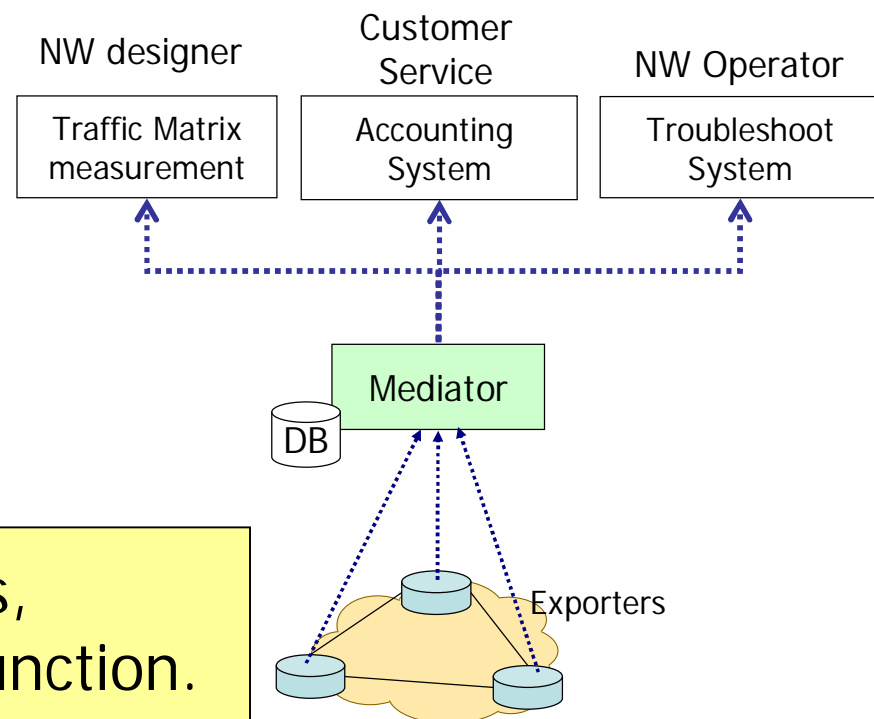 NW designer
Customer
Service
NW Operator
Traffic Matrix
measurement
Accounting
System
Troubleshoot
System
Mediator
DB
Exporters
unction.